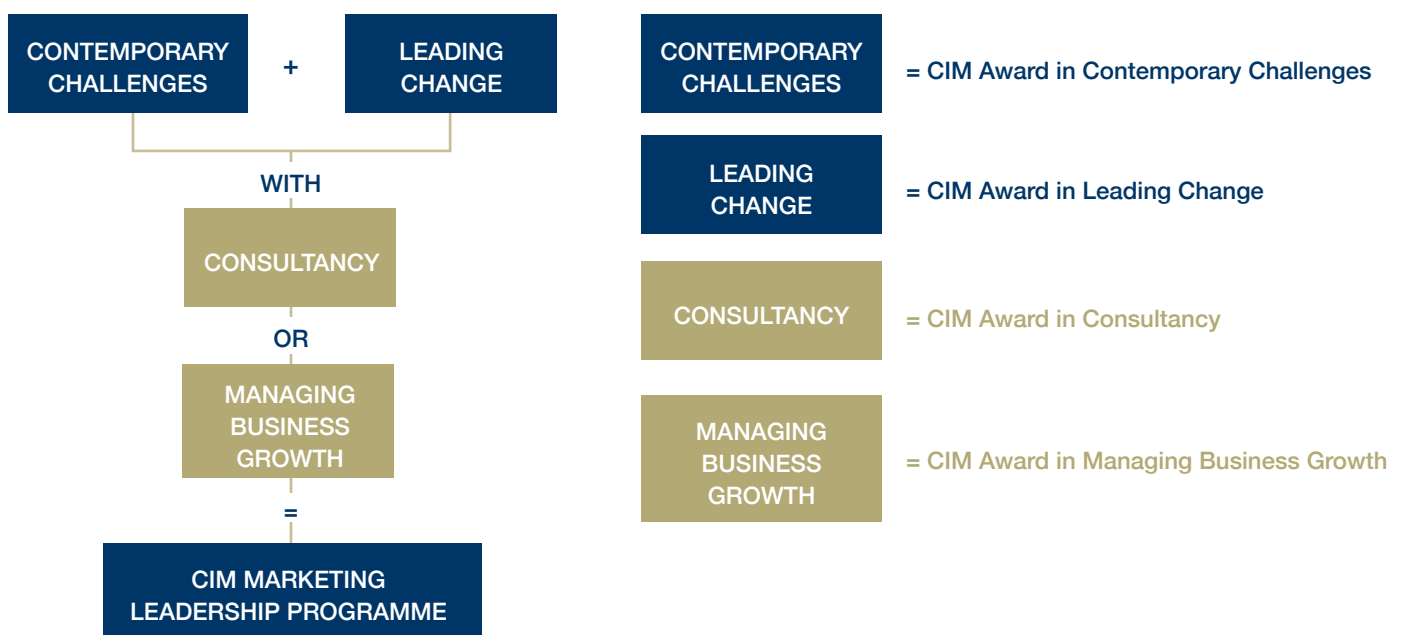 CONTEMPORARY
CHALLENGES
+
LEADING
CHANGE
WITH
CONSULTANCY
OR
MANAGING
BUSINESS
GROWTH
=
CIM MARKETING
LEADERSHIP PROGRAMME
CONTEMPORARY
CHALLENGES
= CIM Award in Contemporary Challenges
LEADING
CHANGE
= CIM Award in Leading Change
CONSULTANCY
= CIM Award in Consultancy
MANAGING
BUSINESS
GROWTH
= CIM Award in Managing Business Growth